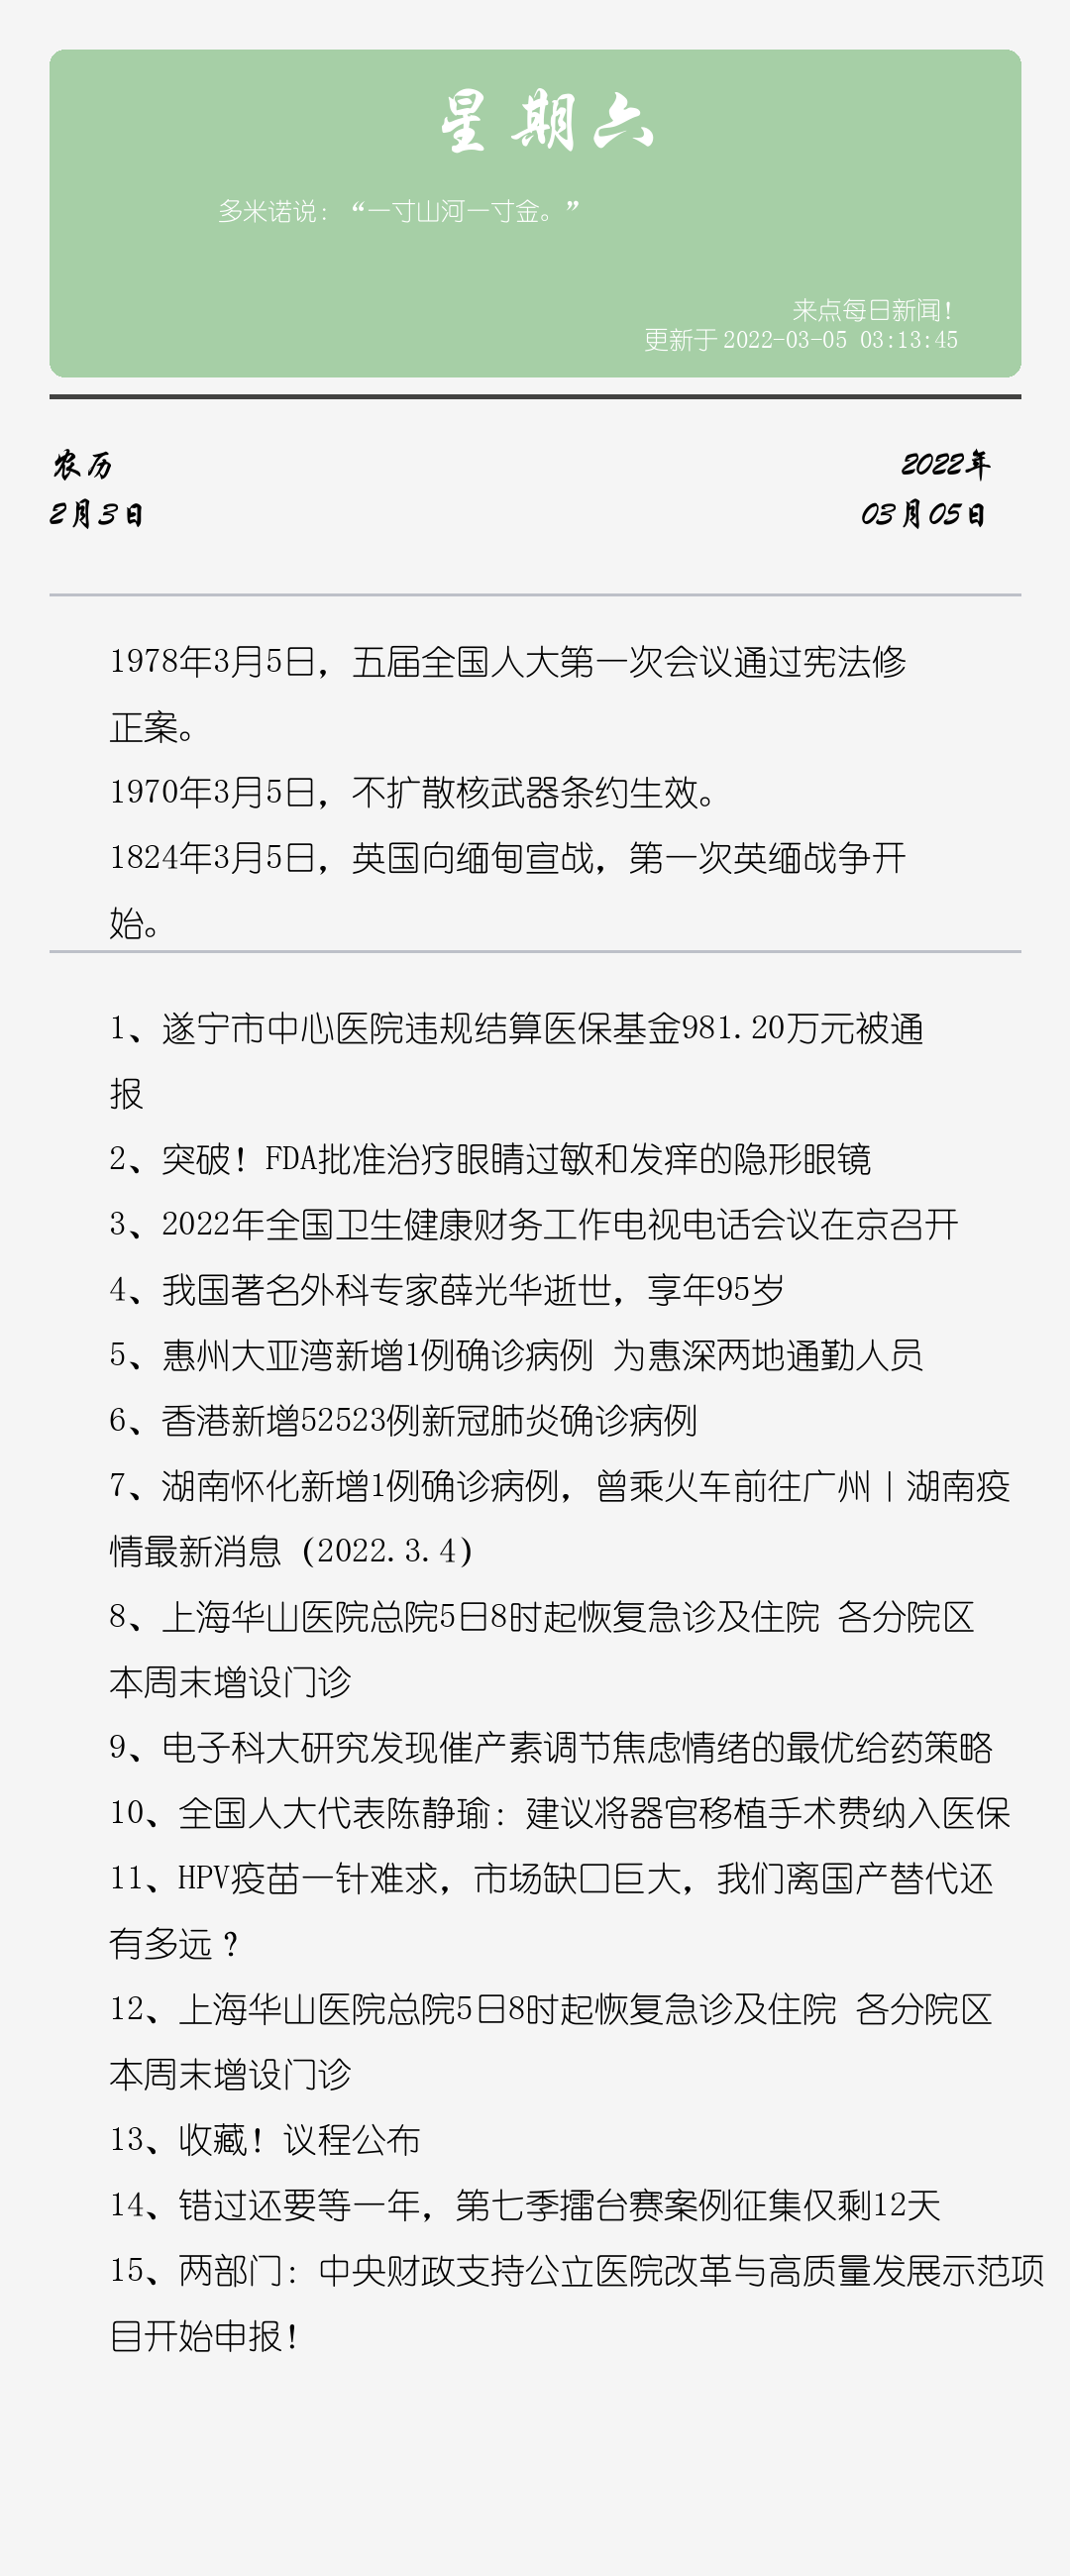 星期六
多米诺说：“一寸山河一寸金。”
来点每日新闻！
更新于 2022-03-05 03:13:45
农历
2022年
2月3日
03月05日
1978年3月5日，五届全国人大第一次会议通过宪法修
正案。
1970年3月5日，不扩散核武器条约生效。
1824年3月5日，英国向缅甸宣战，第一次英缅战争开
始。
1、遂宁市中心医院违规结算医保基金981.20万元被通
报
2、突破！FDA批准治疗眼睛过敏和发痒的隐形眼镜
3、2022年全国卫生健康财务工作电视电话会议在京召开
4、我国著名外科专家薛光华逝世，享年95岁
5、惠州大亚湾新增1例确诊病例 为惠深两地通勤人员
6、香港新增52523例新冠肺炎确诊病例
7、湖南怀化新增1例确诊病例，曾乘火车前往广州丨湖南疫
情最新消息（2022.3.4）
8、上海华山医院总院5日8时起恢复急诊及住院 各分院区
本周末增设门诊
9、电子科大研究发现催产素调节焦虑情绪的最优给药策略
10、全国人大代表陈静瑜：建议将器官移植手术费纳入医保
11、HPV疫苗一针难求，市场缺口巨大，我们离国产替代还
有多远？
12、上海华山医院总院5日8时起恢复急诊及住院 各分院区
本周末增设门诊
13、收藏！议程公布
14、错过还要等一年，第七季擂台赛案例征集仅剩12天
15、两部门：中央财政支持公立医院改革与高质量发展示范项
目开始申报！